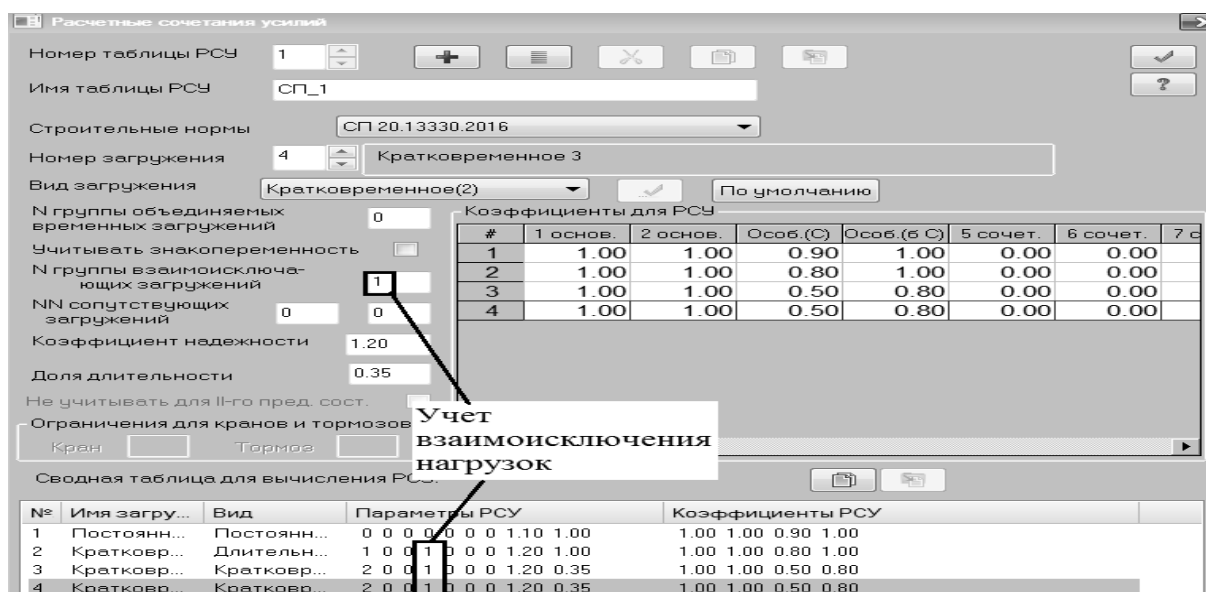 Расчетные сочетания усилий
Номер таблицы РСУ 1
Имя таблицы РСУ СП_1
?
Строительные нормы СП 20.13330.2016
Номер загружения 4 Кратковременное 3
Вид загружения Кратковременное(2) По умолчанию
N группы объединяемых временных загружений 0
Учитывать знакопеременность
N группы взаимоисключа-
ющих загружений 1
NN сопутствующих загружений 0 0
Коэффициент надежности 1.20
Доля длительности 0.35
Не учитывать для II-го пред. сост.
Ограничения для кранов и тормозов
Кран Тормоз
Коэффициенты для РСУ
# 1 основ. 2 основ. Особ.(С) Особ.(б С) 5 сочет. 6 сочет. 7 с
1 1.00 1.00 0.90 1.00 0.00 0.00
2 1.00 1.00 0.80 1.00 0.00 0.00
3 1.00 1.00 0.50 0.80 0.00 0.00
4 1.00 1.00 0.50 0.80 0.00 0.00
Учет
взаимоисключения
нагрузок
Сводная таблица для вычисления РСУ:
№ Имя загру... Вид Параметры РСУ Коэффициенты РСУ
1 Постоянн... Постоянн... 0 0 0 0 0 0 0 1.10 1.00 1.00 1.00 0.90 1.00
2 Кратковр... Длительн... 1 0 0 1 0 0 0 1.20 1.00 1.00 1.00 0.80 1.00
3 Кратковр... Кратковр... 2 0 0 1 0 0 0 1.20 0.35 1.00 1.00 0.50 0.80
4 Кратковр... Кратковр... 2 0 0 1 0 0 0 1.20 0.35 1.00 1.00 0.50 0.80